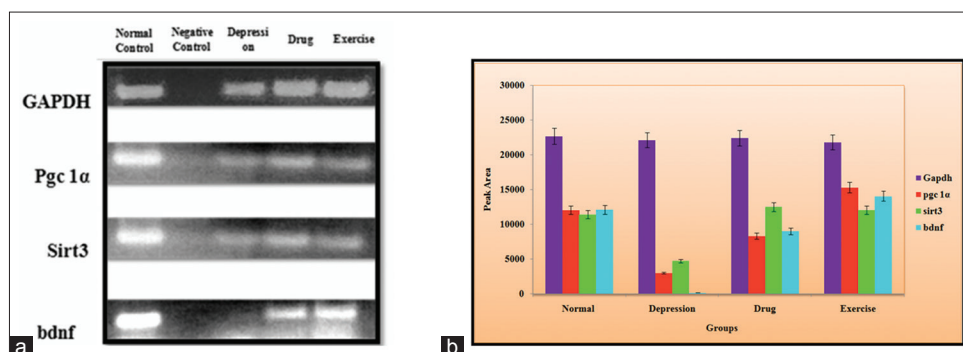 Normal Control
Negative Control
Depressi on
Drug
Exercise
GAPDH
Pgc 1α
Sirt3
bdnf
a
30000
25000
20000
15000
10000
5000
0
Peak Area
Normal
Depression
Drug
Exercise
Groups
Gapdh
pgc 1α
sirt3
bdnf
b